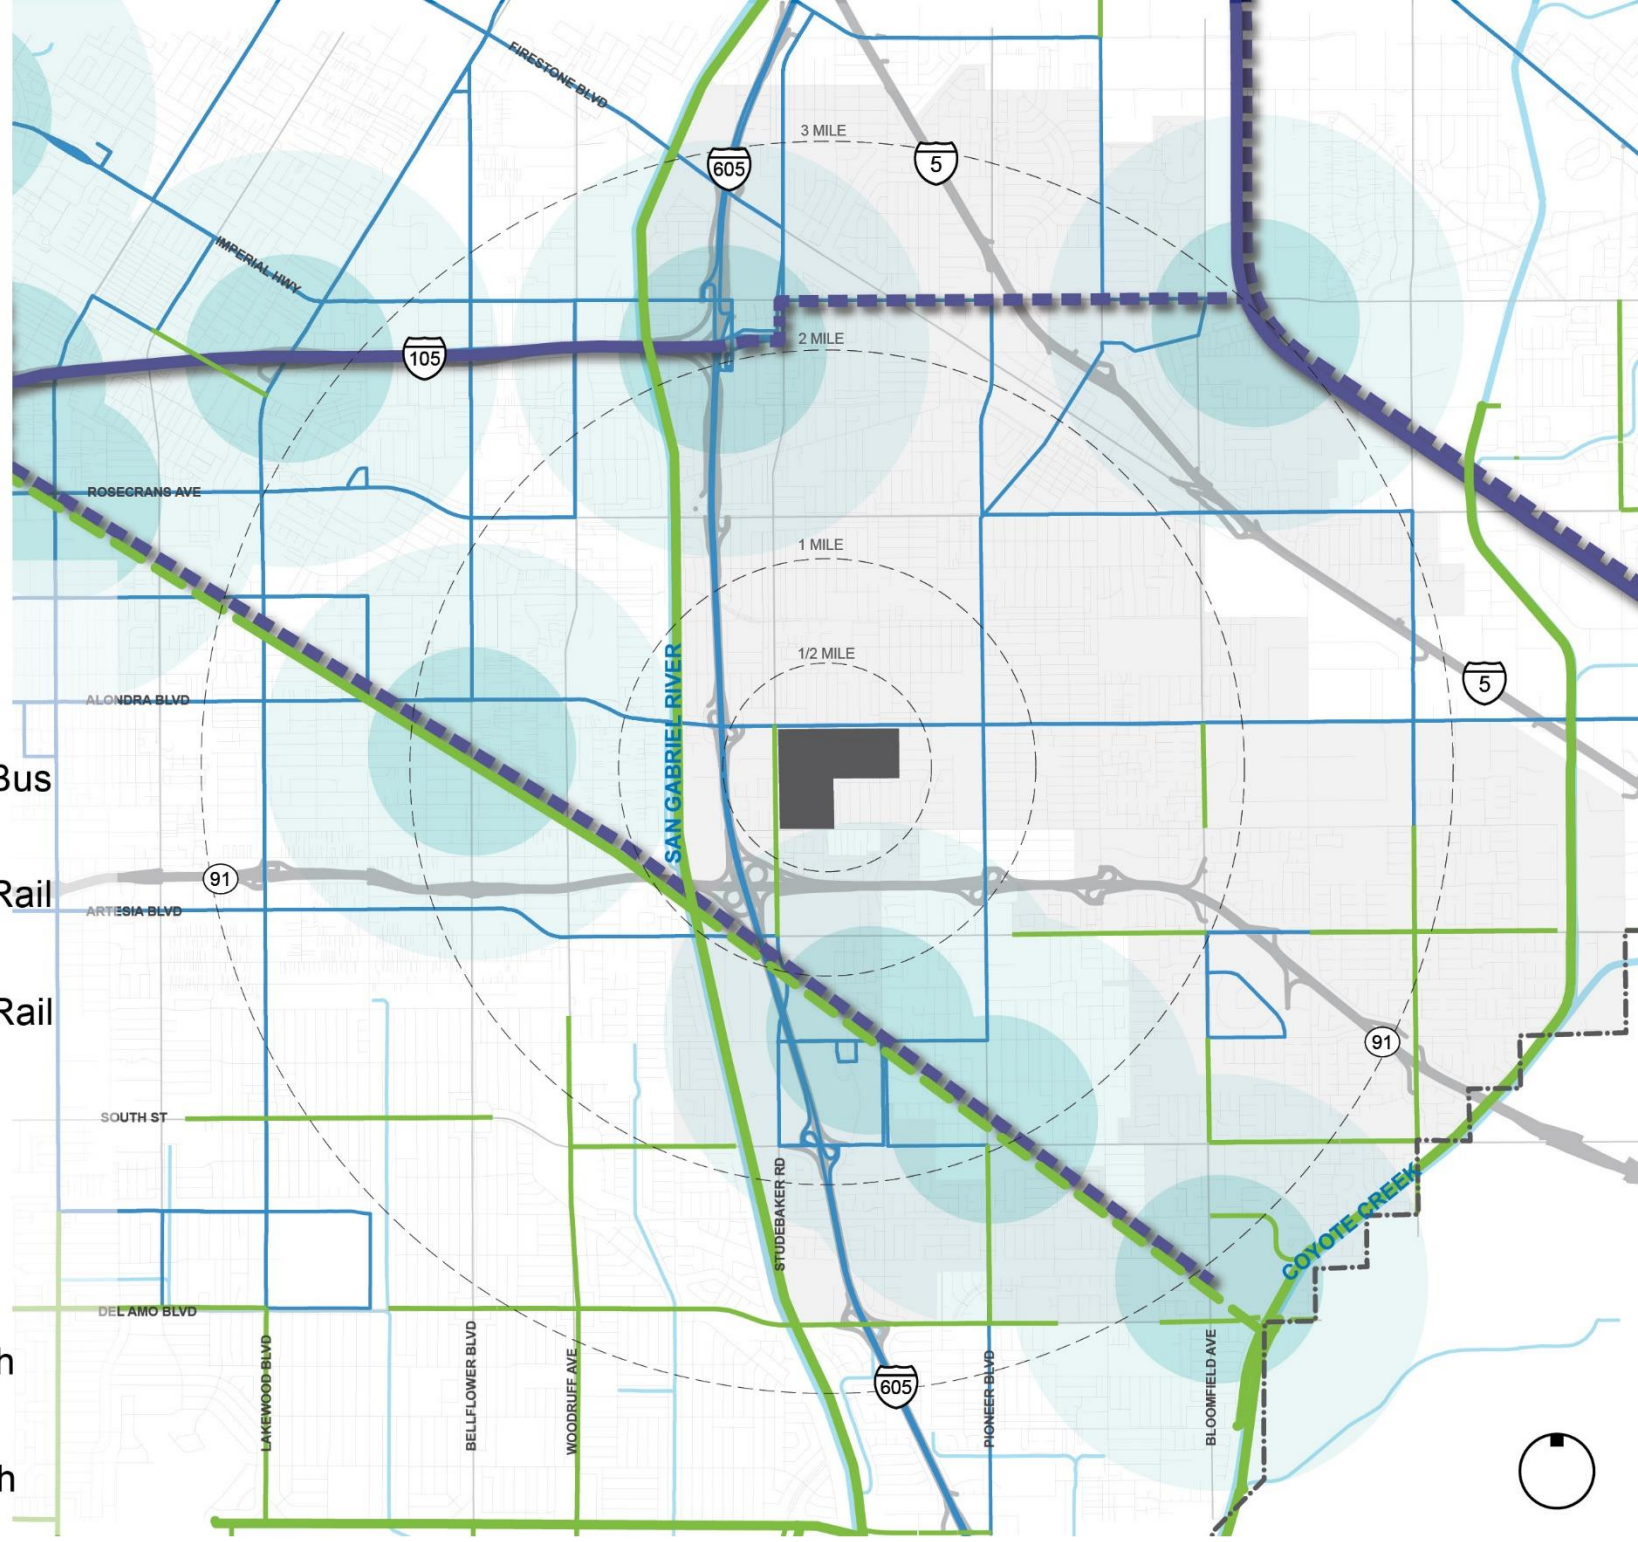 FIRESTONE BLVD
3 MILE
605
5
IMPERIAL HWY
105
2 MILE
ROSECRANS AVE
1 MILE
1/2 MILE
SAN GABRIEL RIVER
5
ALONDRA BLVD
Bus
91
Rail
ARTESIA BLVD
Rail
91
SOUTH ST
STUDEBAKER RD
COYOTE CREEK
DEL AMO BLVD
LAKEWOOD BLVD
BELLFLOWER BLVD
WOODRUFF AVE
605
PIONEER BLVD
BLOOMFIELD AVE
h
h